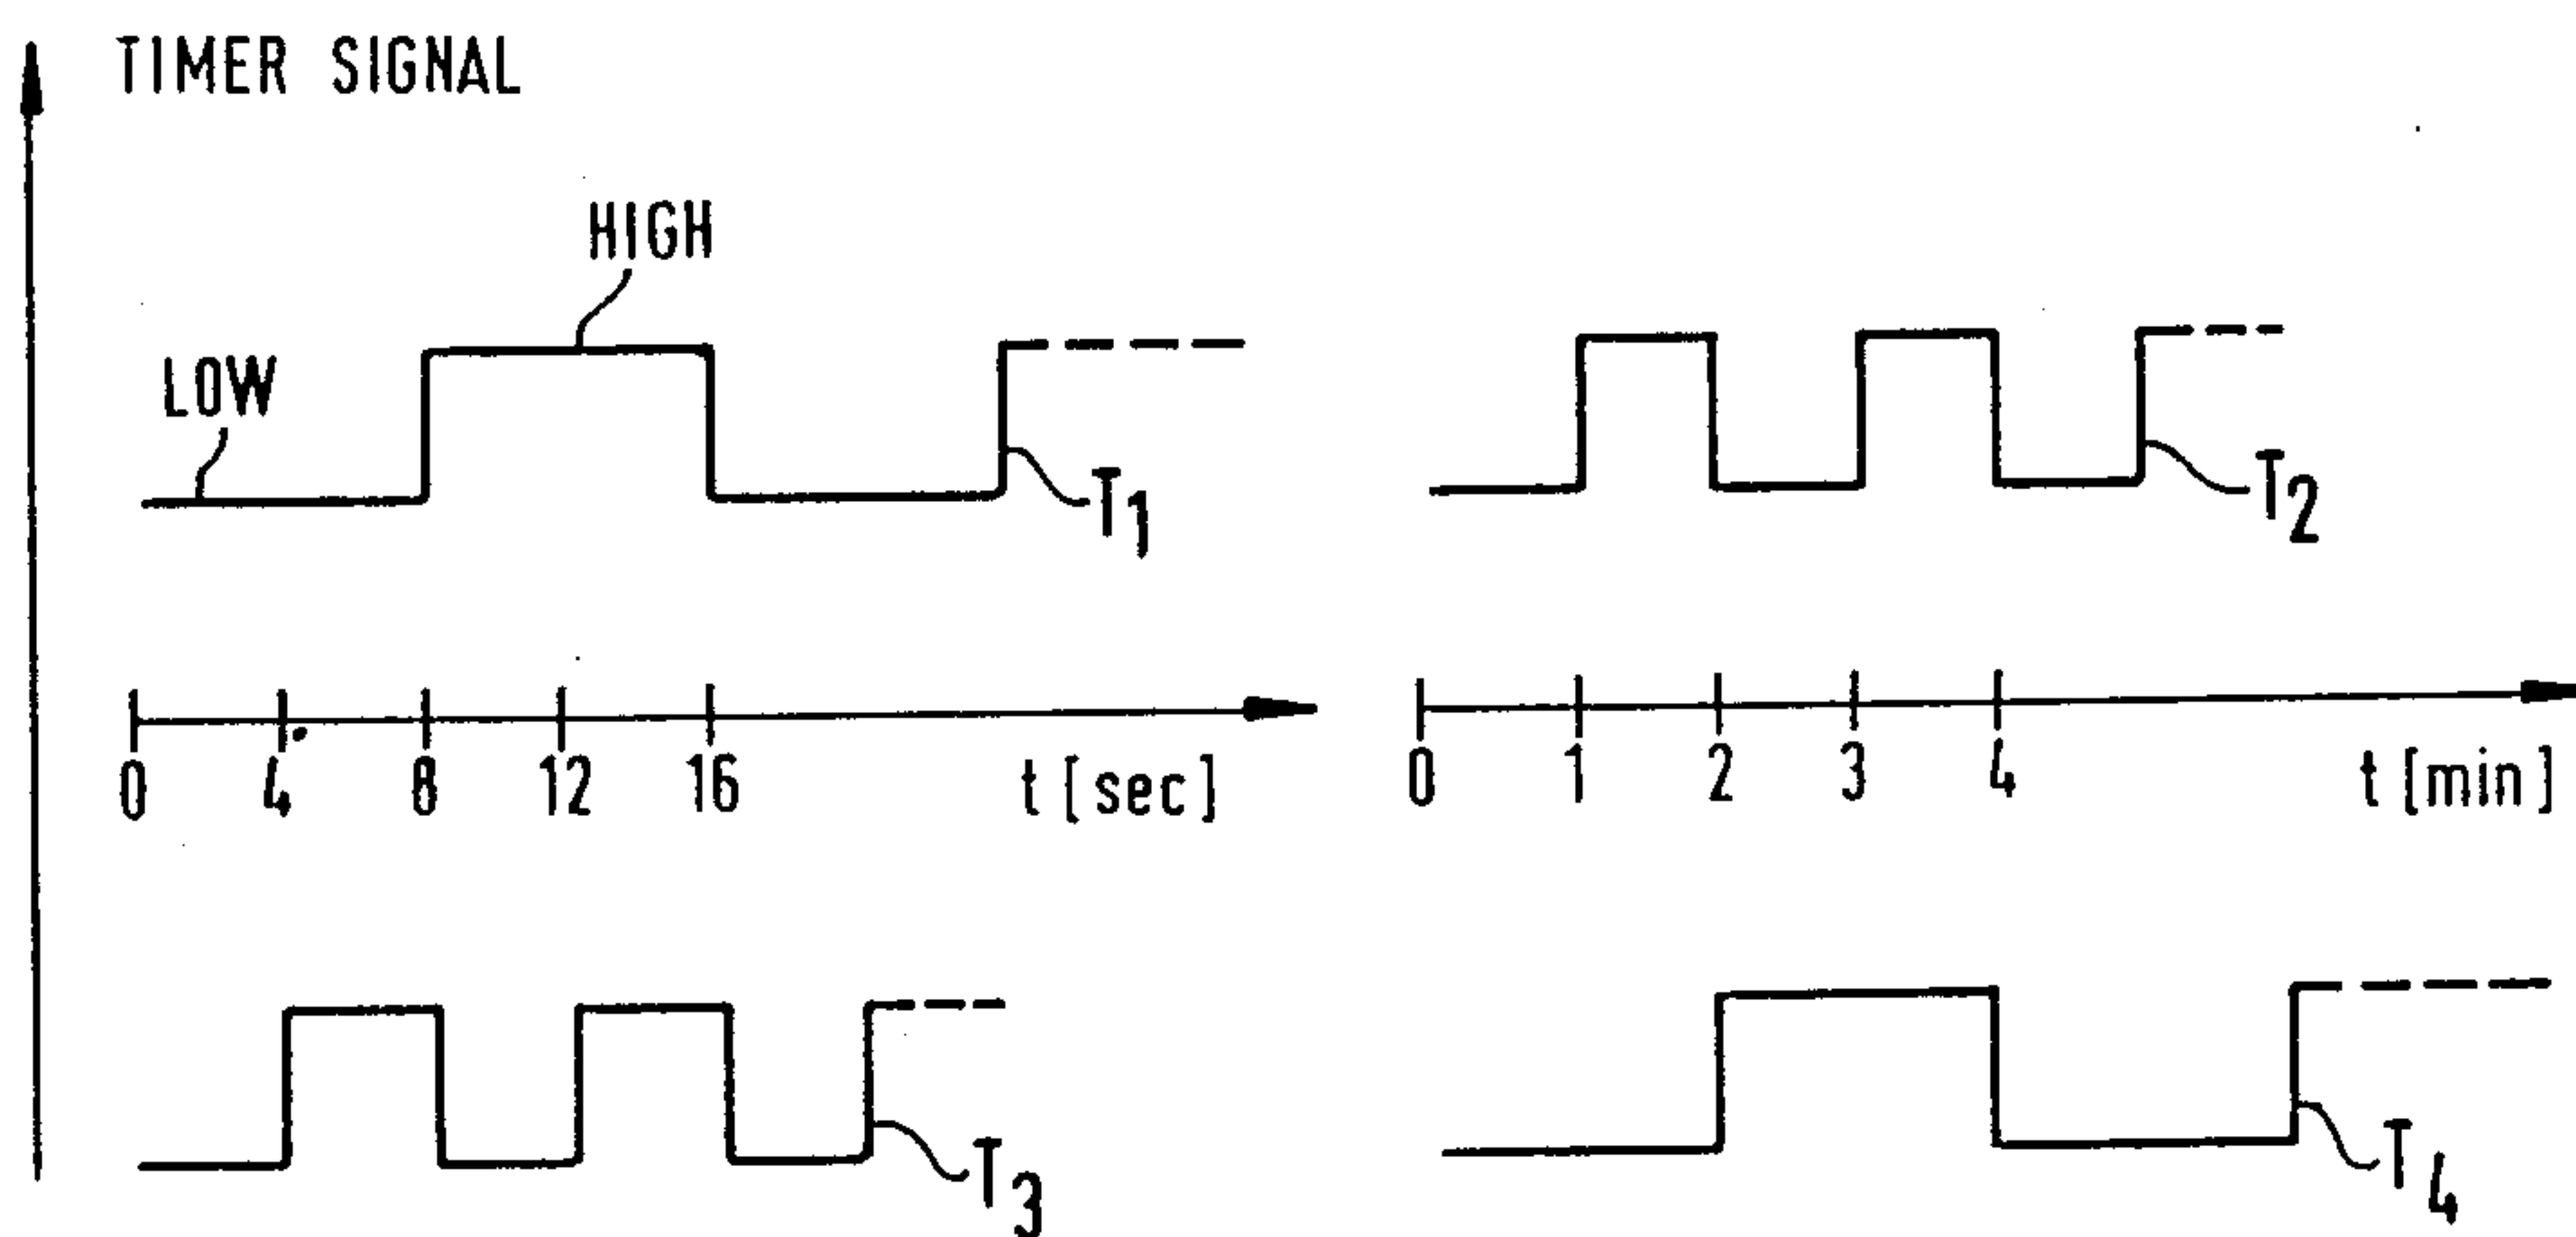 TIMER SIGNAL
HIGH
LOW
T1
T2
0 4 8 12 16 t [sec]
0 1 2 3 4 t [min]
T3
T4